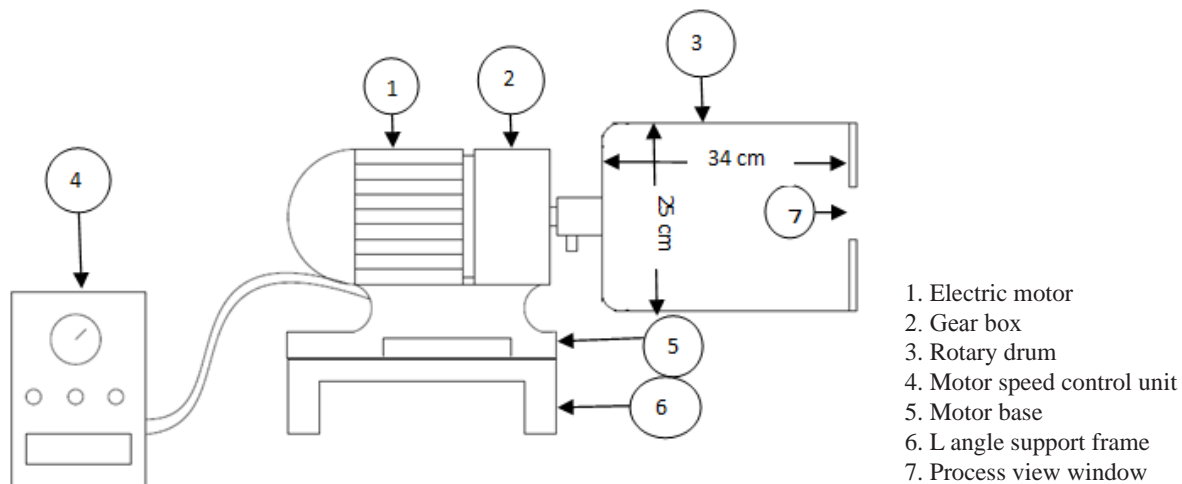 3
2
1
4
34 cm
25 cm
7
5
6
1. Electric motor
2. Gear box
3. Rotary drum
4. Motor speed control unit
5. Motor base
6. L angle support frame
7. Process view window